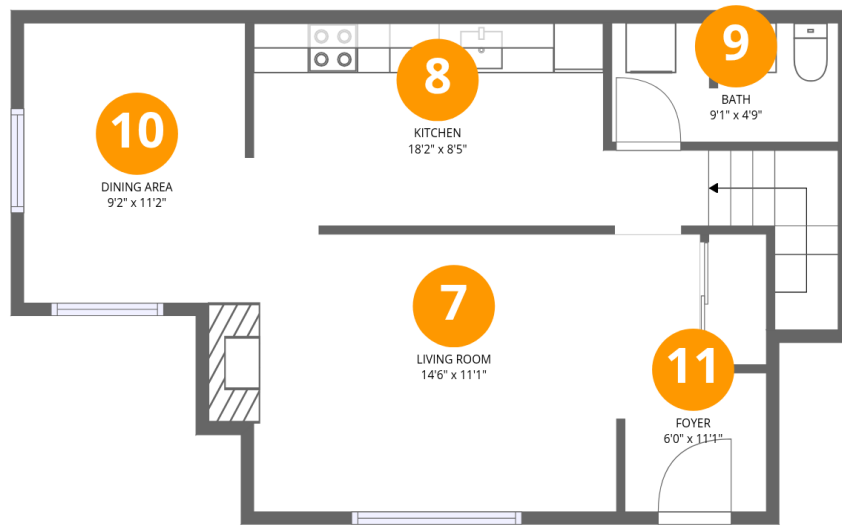 9
BATH
9'1" x 4'9"
8
KITCHEN
18'2" x 8'5"
10
DINING AREA
9'2" x 11'2"
7
LIVING ROOM
14'6" x 11'1"
11
FOYER
6'0" x 11'1"